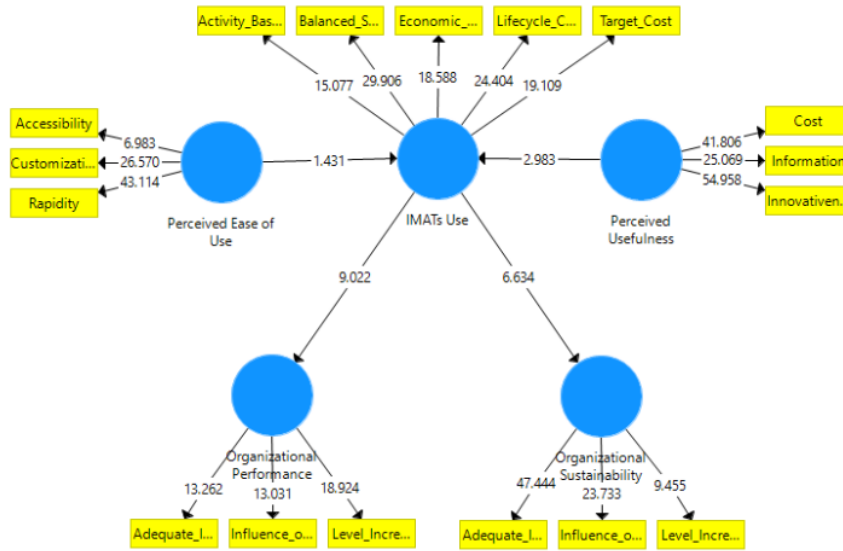 Activity_Bas... Balanced_S... Economic_... Lifecycle_C... Target_Cost
15.077 29.906 18.588 24.404 19.109
Accessibility
Customizati...
Rapidity
6.983
26.570
43.114
Perceived Ease of
Use
1.431
IMATs Use
2.983
Perceived
Usefulness
41.806
25.069
54.958
Cost
Information
Innovativen...
9.022 6.634
Organizational
Performance
13.262 13.031 18.924
Adequate_I... Influence_o... Level_Incre...
Organizational
Sustainability
47.444 23.733 9.455
Adequate_I... Influence_o... Level_Incre...